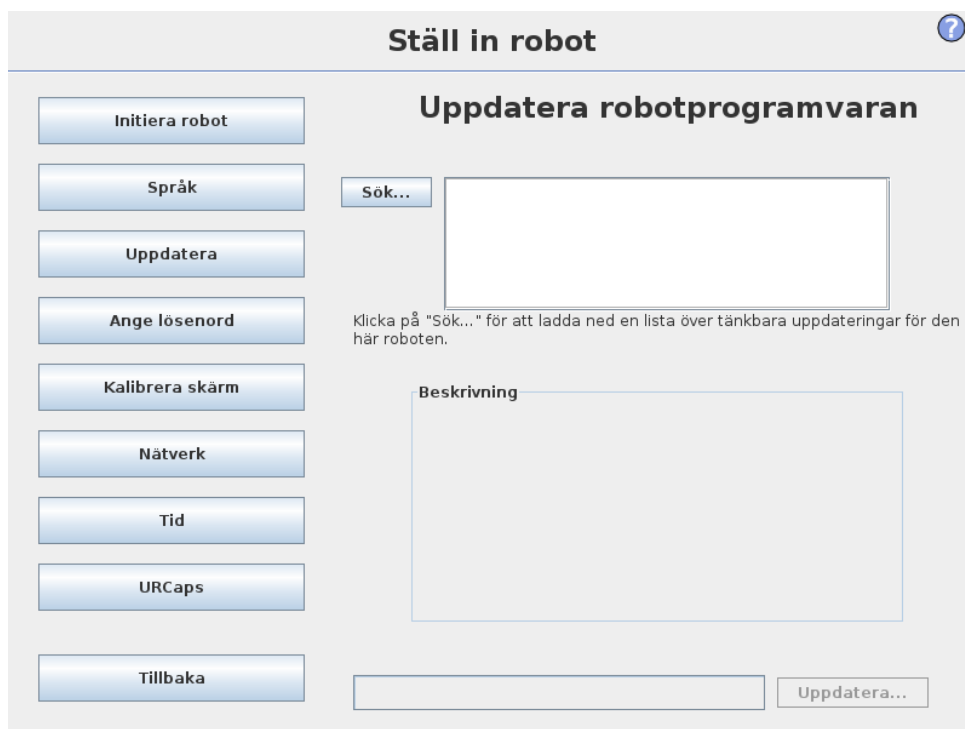 Ställ in robot
?
Initiera robot
Språk
Uppdatera
Ange lösenord
Kalibrera skärm
Nätverk
Tid
URCaps
Tillbaka
Uppdatera robotprogramvaran
Sök...
Klicka på "Sök..." för att ladda ned en lista över tänkbara uppdateringar för den
här roboten.
Beskrivning
Uppdatera...